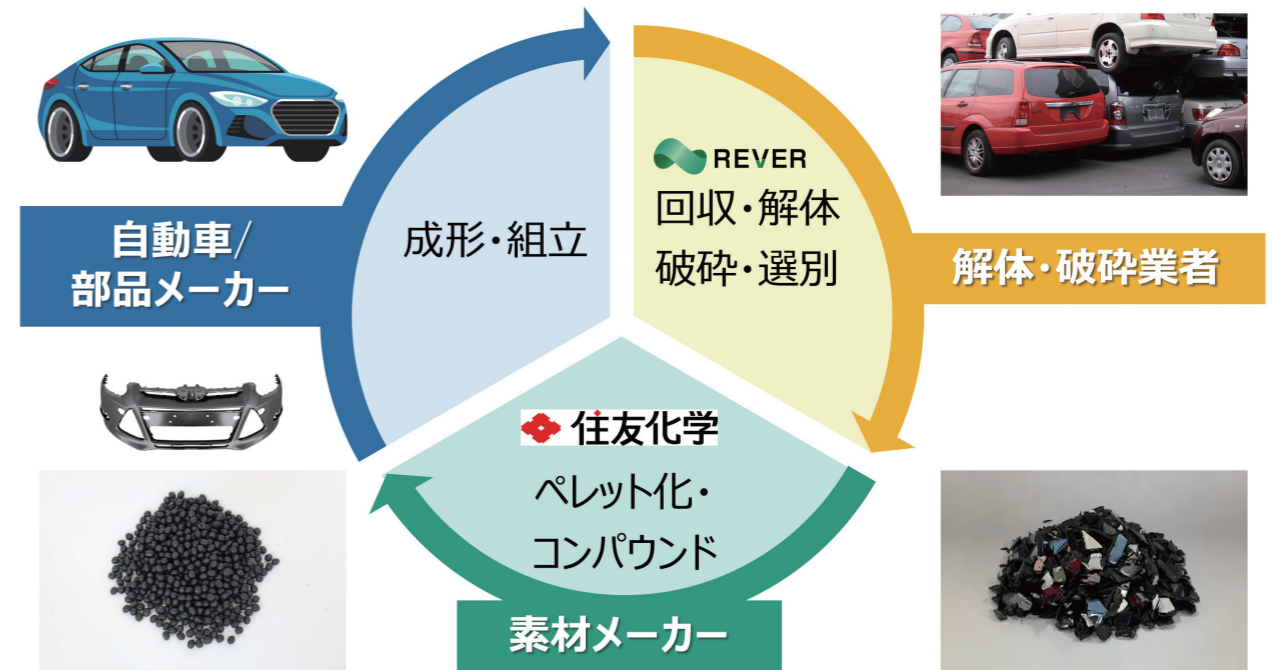 自動車/
部品メーカー
成形・組立
REVER
回収・解体
破砕・選別
解体・破砕業者
住友化学
ペレット化・
コンパウンド
素材メーカー